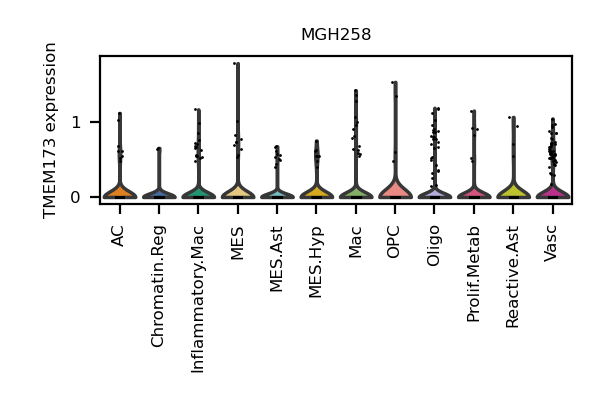 MGH258
TMEM173 expression
1
0
AC
Chromatin.Reg
Inflammatory.Mac
MES
MES.Ast
MES.Hyp
Mac
OPC
Oligo
Prolif.Metab
Reactive.Ast
Vasc